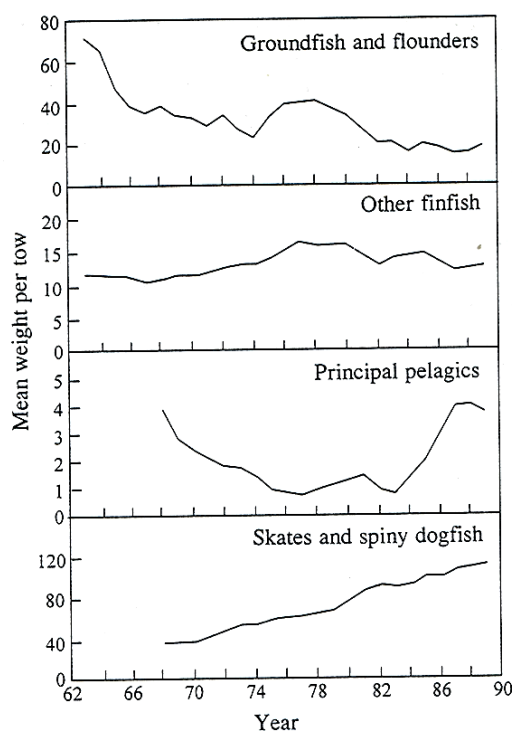 80
Groundfish and flounders
60
40
20
0
Other finfish
20
15
10
5
0
Principal pelagics
5
4
3
2
1
0
Skates and spiny dogfish
120
80
40
0
62 66 70 74 78 82 86 90
Year
Mean weight per tow